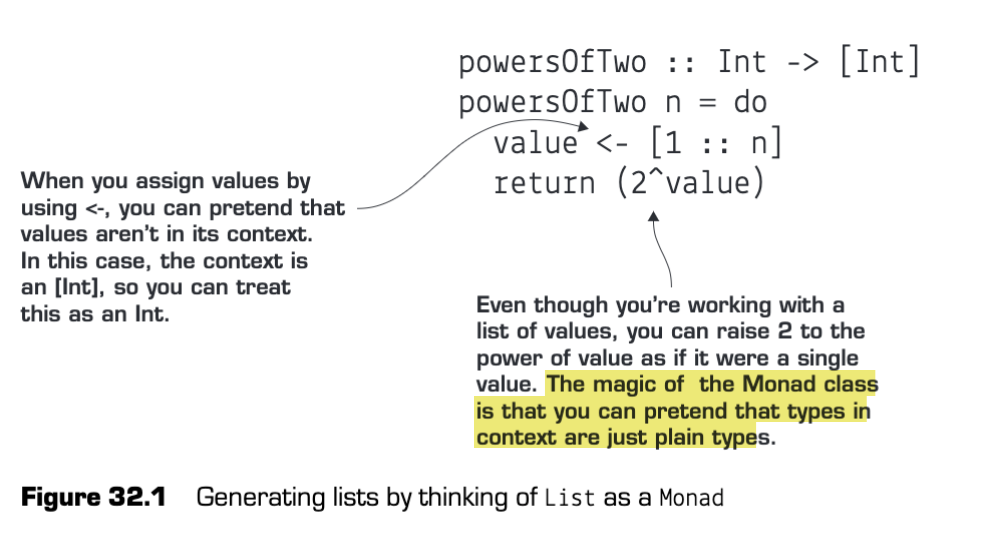 powersOfTwo :: Int -> [Int]
powersOfTwo n = do
value <- [1 :: n]
return (2^value)
When you assign values by
using <-, you can pretend that
values aren't in its context.
In this case, the context is
an [Int], so you can treat
this as an Int.
Even though you're working with a
list of values, you can raise 2 to the
power of value as if it were a single
value. The magic of the Monad class
is that you can pretend that types in
context are just plain types.
Figure 32.1 Generating lists by thinking of List as a Monad